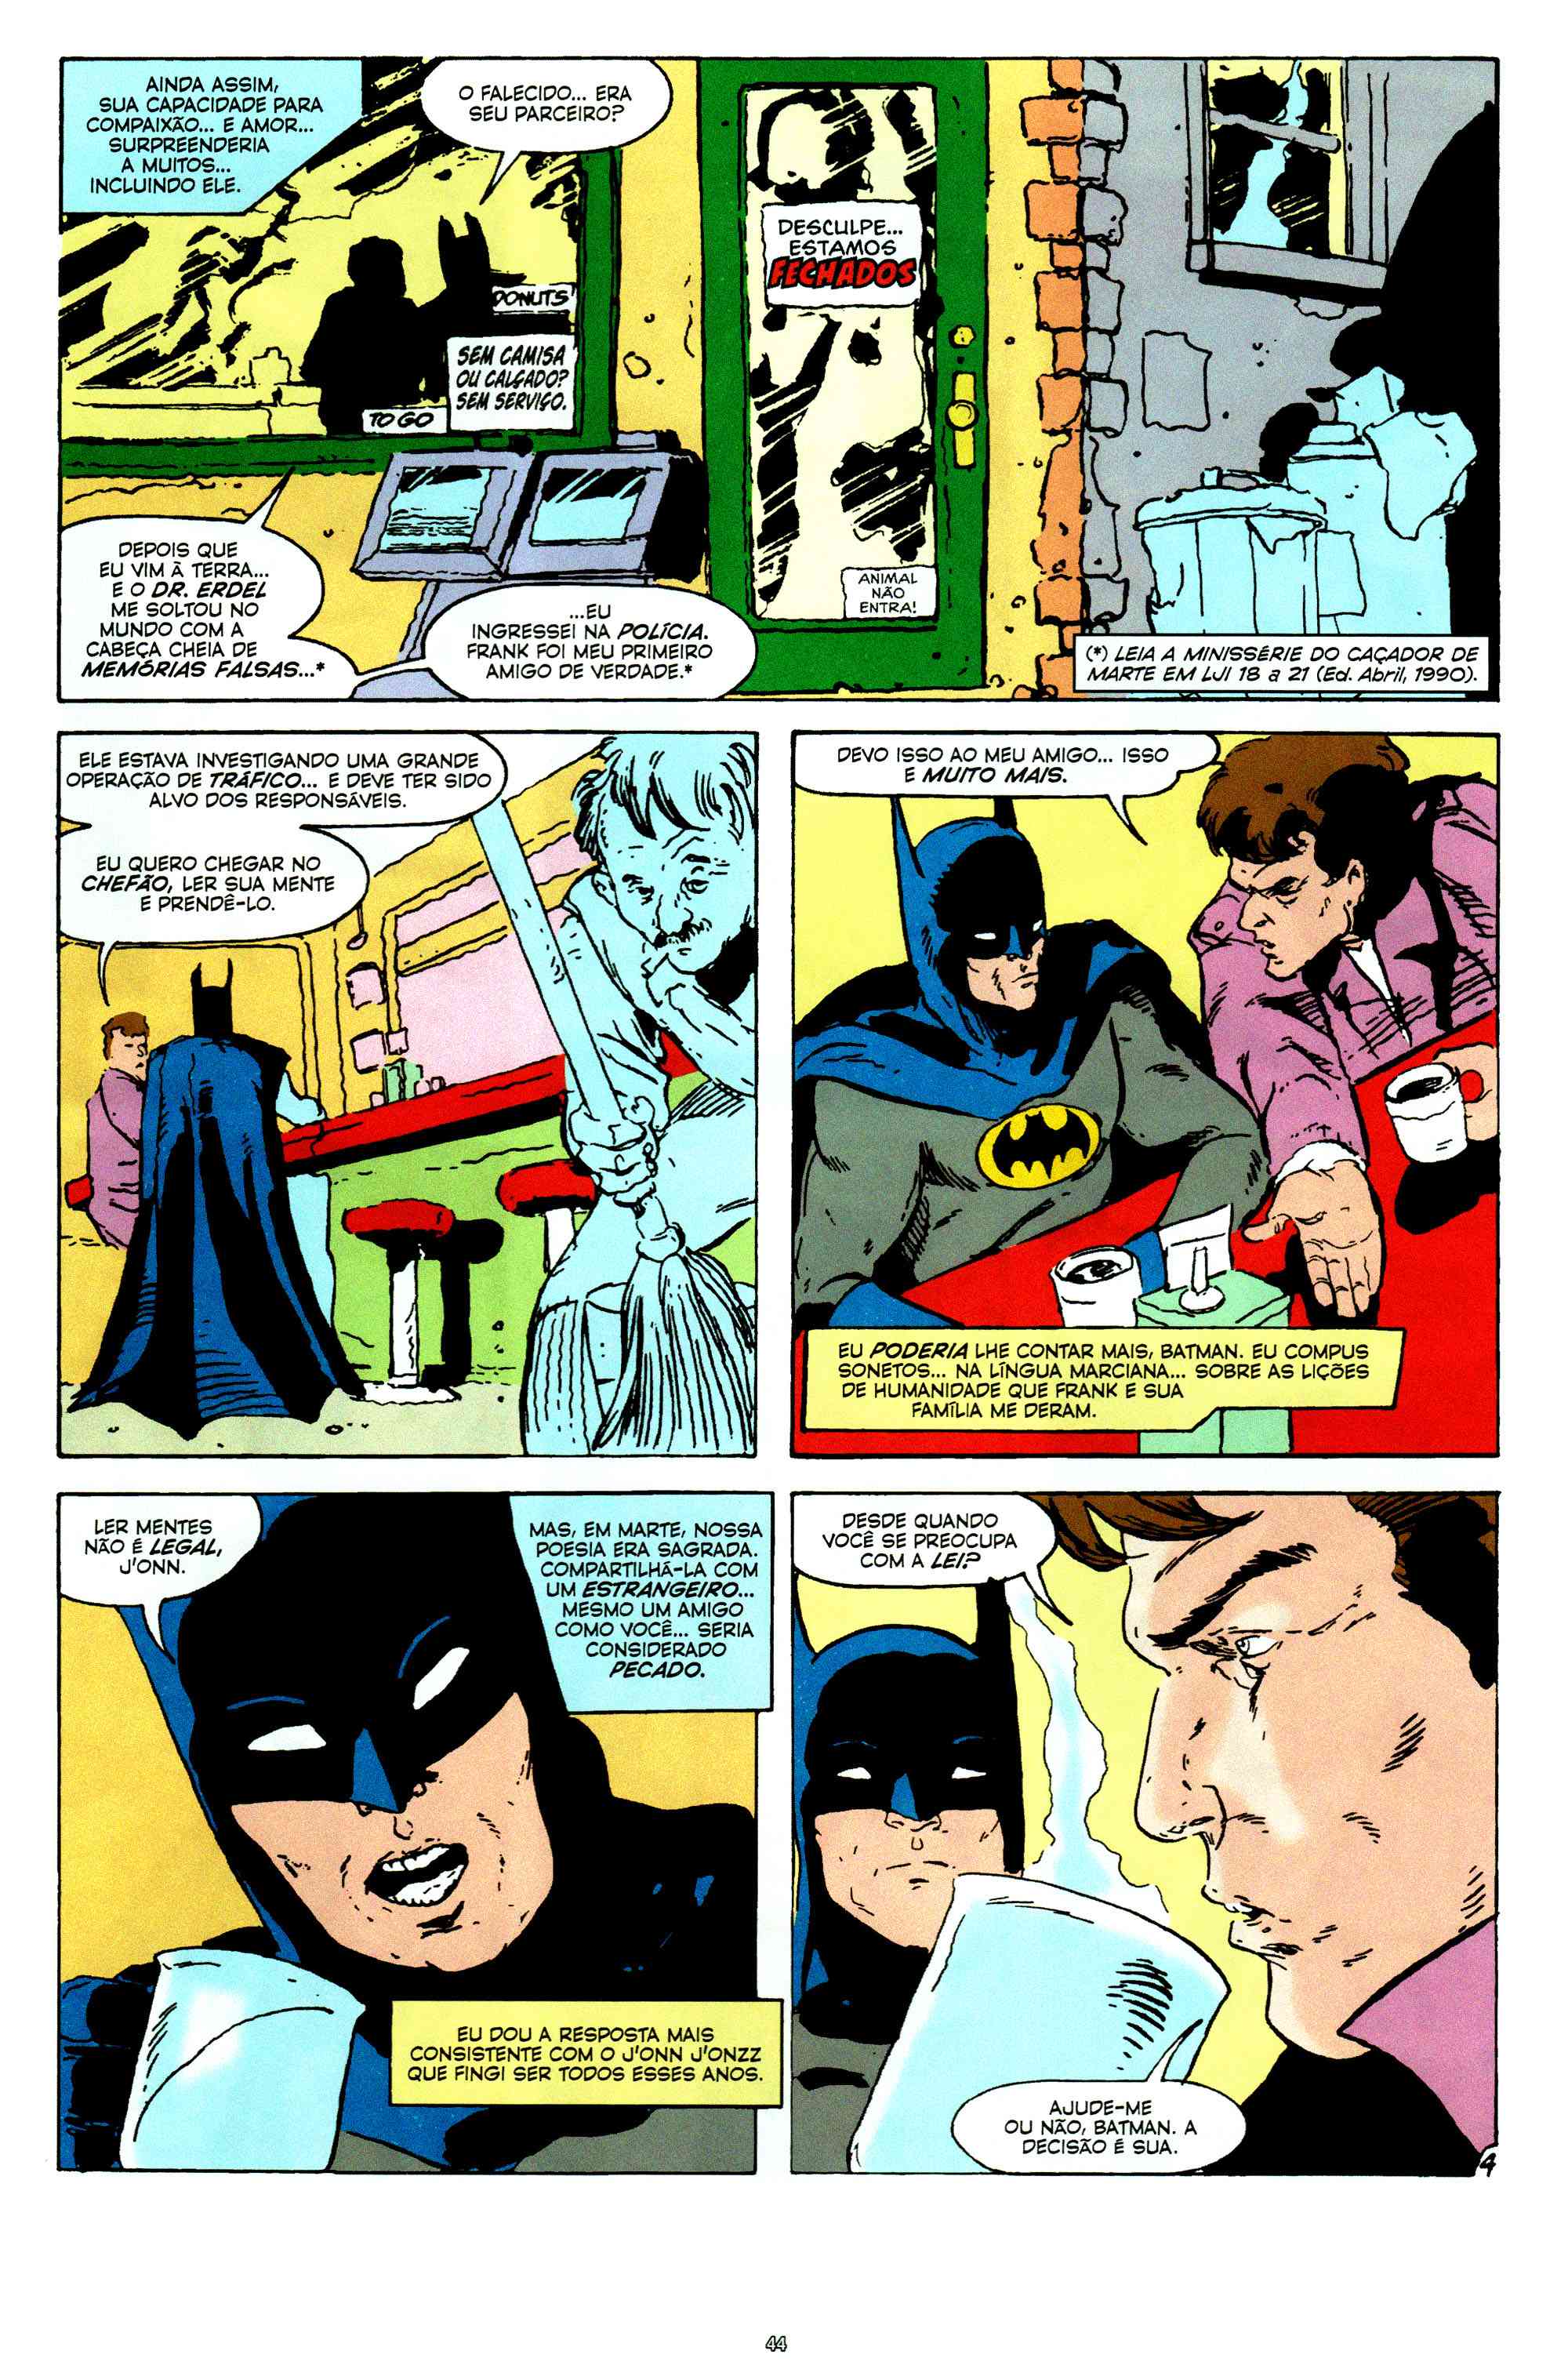 AINDA ASSIM,
SUA CAPACIDADE PARA
COMPAIXÃO... E AMOR...
SURPREENDERIA
A MUITOS...
INCLUINDO ELE.
O FALECIDO... ERA
SEU PARCEIRO?
DONUTS
SEM CAMISA
OU CALÇADO?
SEM SERVIÇO.
TO GO
DESCULPE...
ESTAMOS
FECHADOS
ANIMAL
NÃO
ENTRA!
DEPOIS QUE
EU VIM À TERRA...
E O DR. ERDEL
ME SOLTOU NO
MUNDO COM A
CABEÇA CHEIA DE
MEMÓRIAS FALSAS...*
...EU
INGRESSEI NA POLÍCIA.
FRANK FOI MEU PRIMEIRO
AMIGO DE VERDADE.*
(*) LEIA A MINISSÉRIE DO CAÇADOR DE
MARTE EM LJI 18 a 21 (Ed. Abril, 1990).
ELE ESTAVA INVESTIGANDO UMA GRANDE
OPERAÇÃO DE TRÁFICO... E DEVE TER SIDO
ALVO DOS RESPONSÁVEIS.
EU QUERO CHEGAR NO
CHEFÃO, LER SUA MENTE
E PRENDÊ-LO.
DEVO ISSO AO MEU AMIGO... ISSO
E MUITO MAIS.
EU PODERIA LHE CONTAR MAIS, BATMAN. EU COMPUS
SONETOS... NA LÍNGUA MARCIANA... SOBRE AS LIÇÕES
DE HUMANIDADE QUE FRANK E SUA
FAMÍLIA ME DERAM.
LER MENTES
NÃO É LEGAL,
J'ONN.
MAS, EM MARTE, NOSSA
POESIA ERA SAGRADA.
COMPARTILHÁ-LA COM
UM ESTRANGEIRO...
MESMO UM AMIGO
COMO VOCÊ... SERIA
CONSIDERADO
PECADO.
EU DOU A RESPOSTA MAIS
CONSISTENTE COM O J'ONN J'ONZZ
QUE FINGI SER TODOS ESSES ANOS.
DESDE QUANDO
VOCÊ SE PREOCUPA
COM A LEI?
AJUDE-ME
OU NÃO, BATMAN. A
DECISÃO É SUA.
4
44